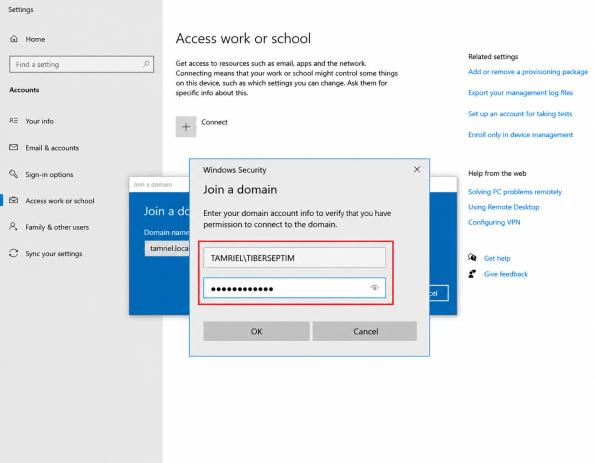 Settings
Home
Find a setting
Accounts
Your info
Email & accounts
Sign-in options
Access work or school
Family & other users
Sync your settings
Access work or school
Get access to resources such as email, apps and the network.
Connecting means that your work or school might control some things
on this device, such as which settings you can change. Ask them for
specific info about this.
Connect
Join a domain
Join a do
Domain name
tamriel.loca
cel
Windows Security
Join a domain
Enter your domain account info to verify that you have
permission to connect to the domain.
TAMRIEL\TIBERSEPTIM
●●●●●●●●●●●●
OK
Cancel
Related settings
Add or remove a provisioning package
Export your management log files
Set up an account for taking tests
Enroll only in device management
Help from the web
Solving PC problems remotely
Using Remote Desktop
Configuring VPN
Get help
Give feedback